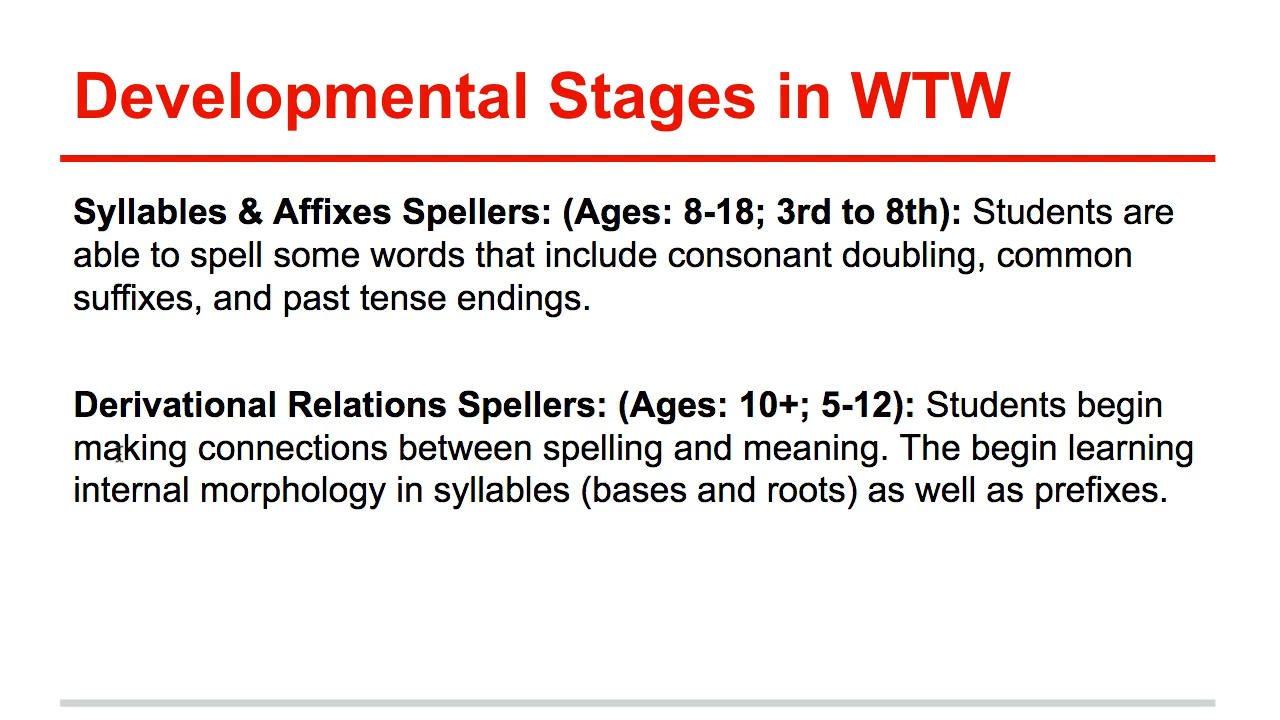 Developmental Stages in WTW
Syllables & Affixes Spellers: (Ages: 8-18; 3rd to 8th): Students are
able to spell some words that include consonant doubling, common
suffixes, and past tense endings.
Derivational Relations Spellers: (Ages: 10+; 5-12): Students begin
making connections between spelling and meaning. The begin learning
internal morphology in syllables (bases and roots) as well as prefixes.